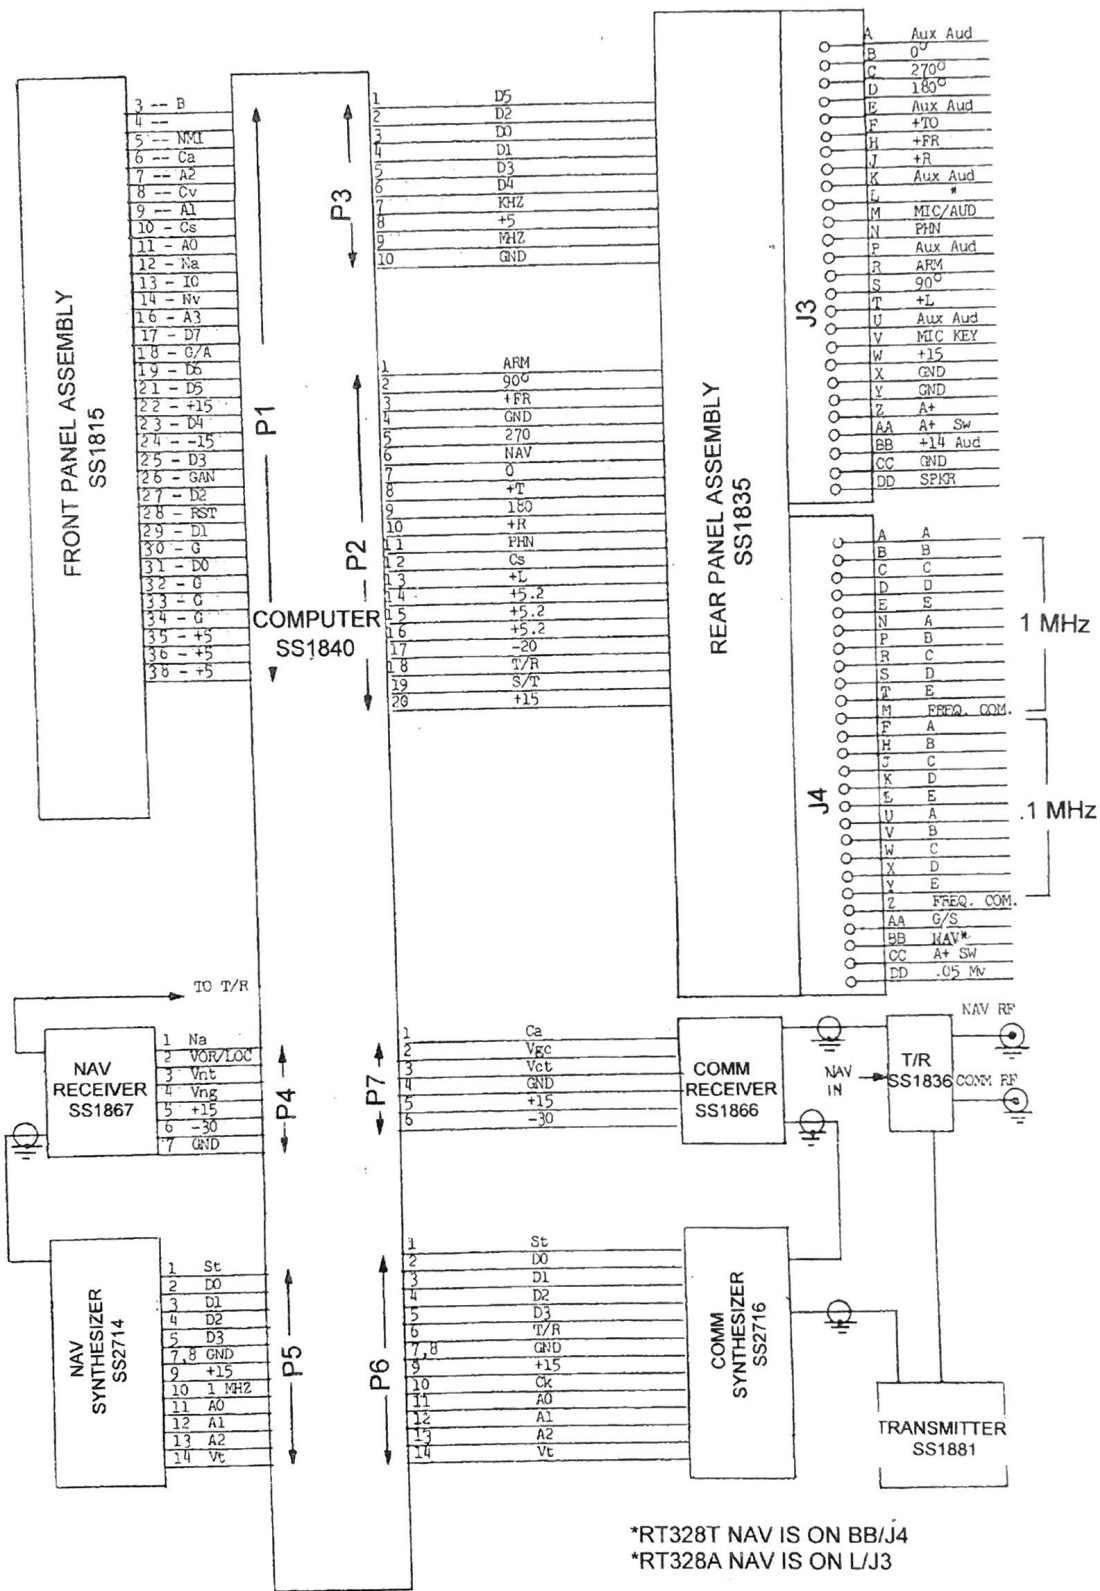 FRONT PANEL ASSEMBLY
SS1815
3 -- B
4 --
5 -- NMI
6 -- Ca
7 -- A2
8 -- Cv
9 -- A1
10 - Cs
11 - A0
12 - Na
13 - IC
14 - Nv
16 - A3
17 - D7
18 - G/A
19 - D6
21 - D5
22 - +15
23 - D4
24 - -15
25 - D3
26 - GAN
27 - D2
28 - RST
29 - D1
30 - G
31 - D0
32 - G
33 - G
34 - G
35 - +5
36 - +5
38 - +5
P1
COMPUTER
SS1840
P3
1 D5
2 D2
3 D0
4 D1
5 D3
6 D4
7 KHZ
8 +5
9 MHZ
10 GND
P2
1 ARM
2 90°
3 +FR
4 GND
5 270
6 NAV
7 0
8 +T
9 180
10 +R
11 PHN
12 Cs
13 +L
14 +5.2
15 +5.2
16 +5.2
17 -20
18 T/R
19 S/T
20 +15
REAR PANEL ASSEMBLY
SS1835
J3
A Aux Aud
B 0°
C 270°
D 180°
E Aux Aud
F +TO
H +FR
J +R
K Aux Aud
L *
M MIC/AUD
N PHN
P Aux Aud
R ARM
S 90°
T +L
U Aux Aud
V MIC KEY
W +15
X GND
Y GND
Z A+
AA A+ Sw
BB +14 Aud
CC GND
DD SPKR
J4
A A
B B
C C
D D
E E
N A
P B
R C
S D
T E
M FREQ. COM.
1 MHz
F A
H B
J C
K D
L E
U A
V B
W C
X D
Y E
Z FREQ. COM.
.1 MHz
AA G/S
BB NAV*
CC A+ SW
DD .05 Mv
TO T/R
NAV
RECEIVER
SS1867
1 Na
2 VOR/LOC
3 Vnt
4 Vng
5 +15
6 -30
7 GND
P4
P7
1 Ca
2 Vgc
3 Vct
4 GND
5 +15
6 -30
COMM
RECEIVER
SS1866
NAV
IN
T/R
SS1836
NAV RF
COMM RF
NAV
SYNTHESIZER
SS2714
1 St
2 D0
3 D1
4 D2
5 D3
7,8 GND
9 +15
10 1 MHZ
11 A0
12 A1
13 A2
14 Vt
P5
P6
1 St
2 D0
3 D1
4 D2
5 D3
6 T/R
7,8 GND
9 +15
10 Ck
11 A0
12 A1
13 A2
14 Vt
COMM
SYNTHESIZER
SS2716
TRANSMITTER
SS1881
*RT328T NAV IS ON BB/J4
*RT328A NAV IS ON L/J3